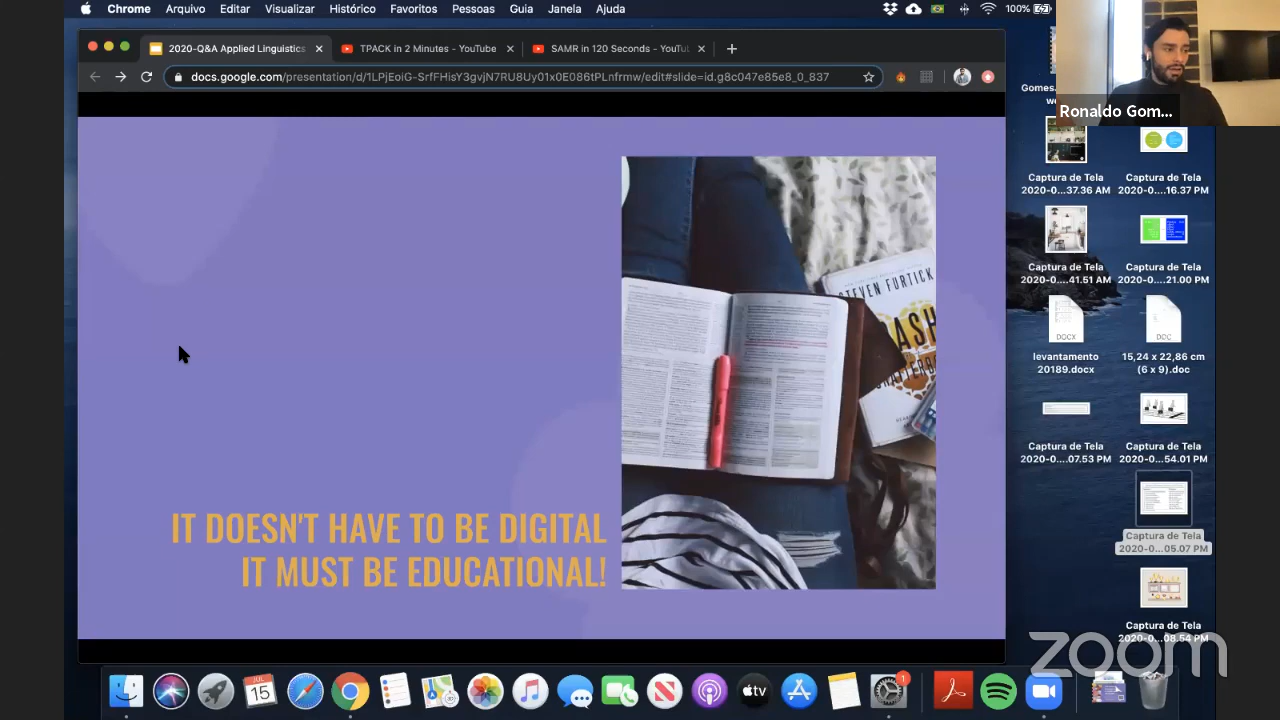 Chrome Arquivo Editar Visualizar Histórico Favoritos Pessoas Guia Janela Ajuda 100%
2020-Q&A Applied Linguistics
TPACK in 2 Minutes - YouTube
SAMR in 120 Seconds - YouTu
docs.google.com/presentation/d/1LPjEoiG-SrfFHisY3gvjN7RU8Uy01x0E086tPLnfrmw/edit#slide=id.g8c047e85e8_0_837
Ronaldo Gom...
STEVEN FURTICK
IT DOESN'T HAVE TO BE DIGITAL
IT MUST BE EDUCATIONAL!
Captura de Tela
2020-0...37.36 AM
Captura de Tela
2020-0....16.37 PM
Captura de Tela
2020-0....41.51 AM
Captura de Tela
2020-0....21.00 PM
DOCX
levantamento
20189.docx
DOC
15,24 x 22,86 cm
(6 x 9).doc
Captura de Tela
2020-0....07.53 PM
Captura de Tela
2020-0...54.01 PM
Captura de Tela
2020-0...05.07 PM
Captura de Tela
2020-0...08.54 PM
zoom
JUL
15
tv
1